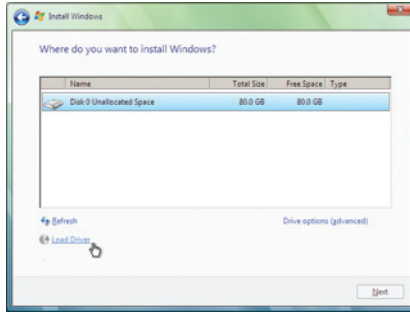 Install Windows
Where do you want to install Windows?
Name Total Size Free Space Type
Disk 0 Unallocated Space 80.0 GB 80.0 GB
Refresh Drive options (advanced)
Load Driver
Next